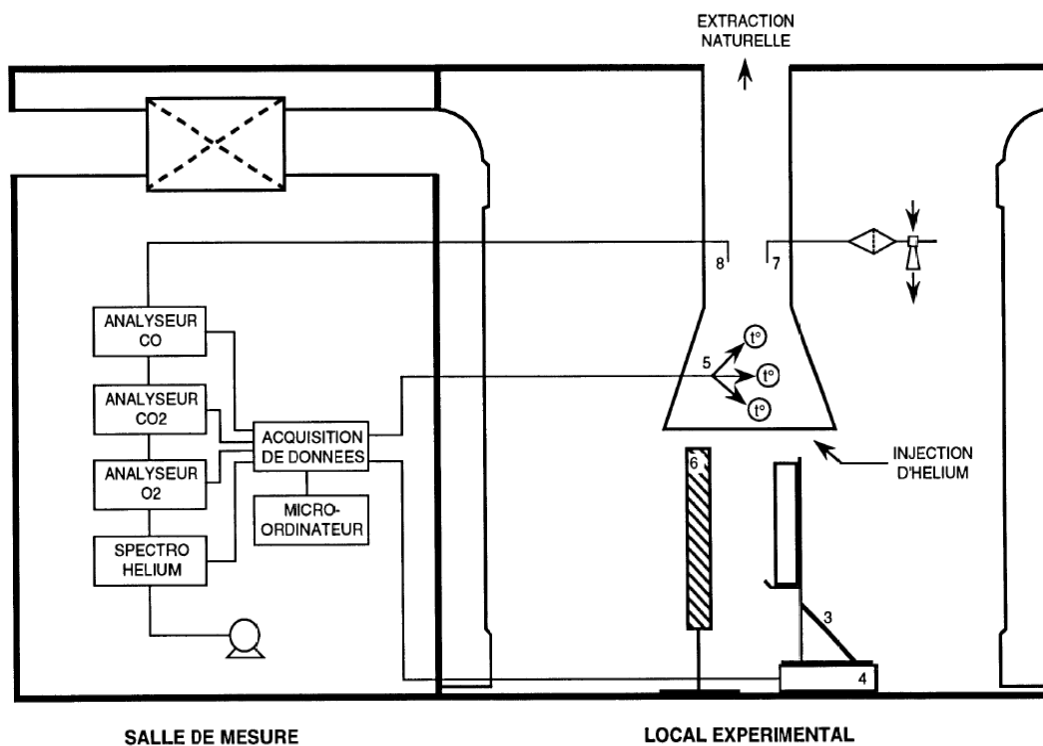 EXTRACTION
NATURELLE
8
7
ANALYSEUR
CO
5
t°
t°
t°
ANALYSEUR
CO2
ACQUISITION
DE DONNEES
ANALYSEUR
O2
MICRO-
ORDINATEUR
SPECTRO
HELIUM
6
INJECTION
D'HELIUM
3
4
SALLE DE MESURE
LOCAL EXPERIMENTAL